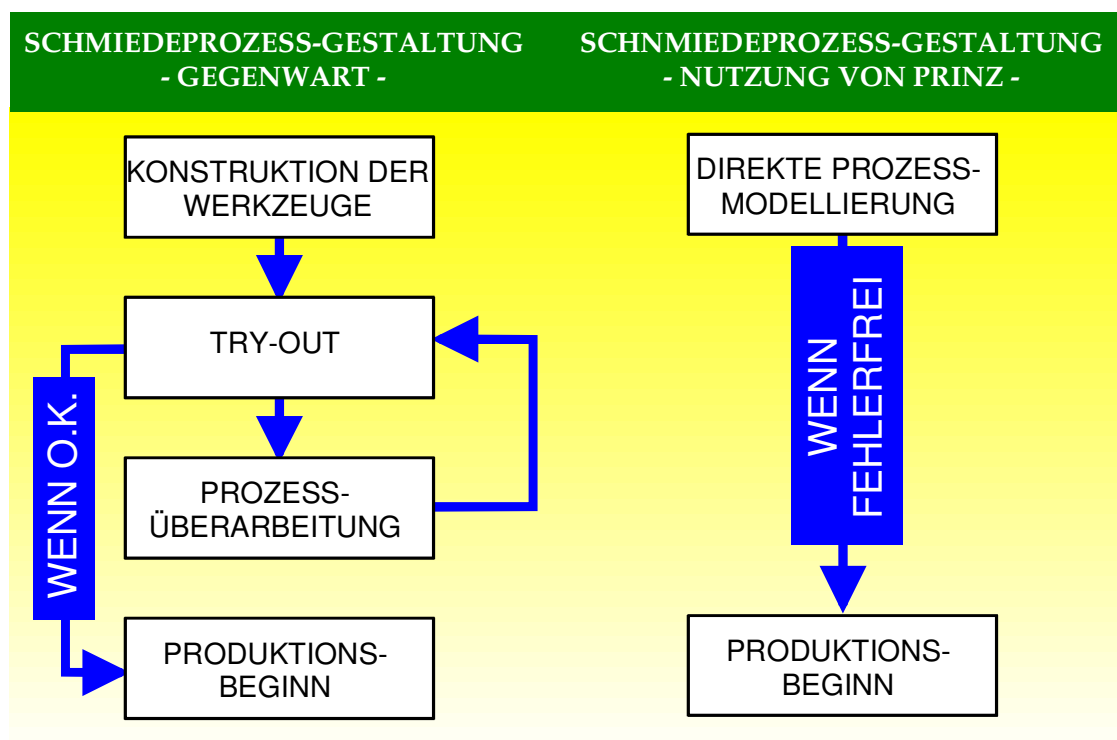 SCHMIEDEPROZESS-GESTALTUNG
- GEGENWART -
KONSTRUKTION DER
WERKZEUGE
TRY-OUT
WENN O.K.
PROZESS-
ÜBERARBEITUNG
PRODUKTIONS-
BEGINN
SCHNMIEDEPROZESS-GESTALTUNG
- NUTZUNG VON PRINZ -
DIREKTE PROZESS-
MODELLIERUNG
WENN
FEHLERFREI
PRODUKTIONS-
BEGINN